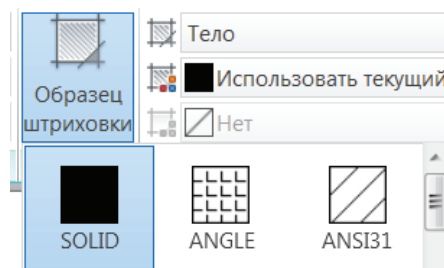 Тело
Использовать текущий
Образец
штриховки
Нет
SOLID
ANGLE
ANSI31